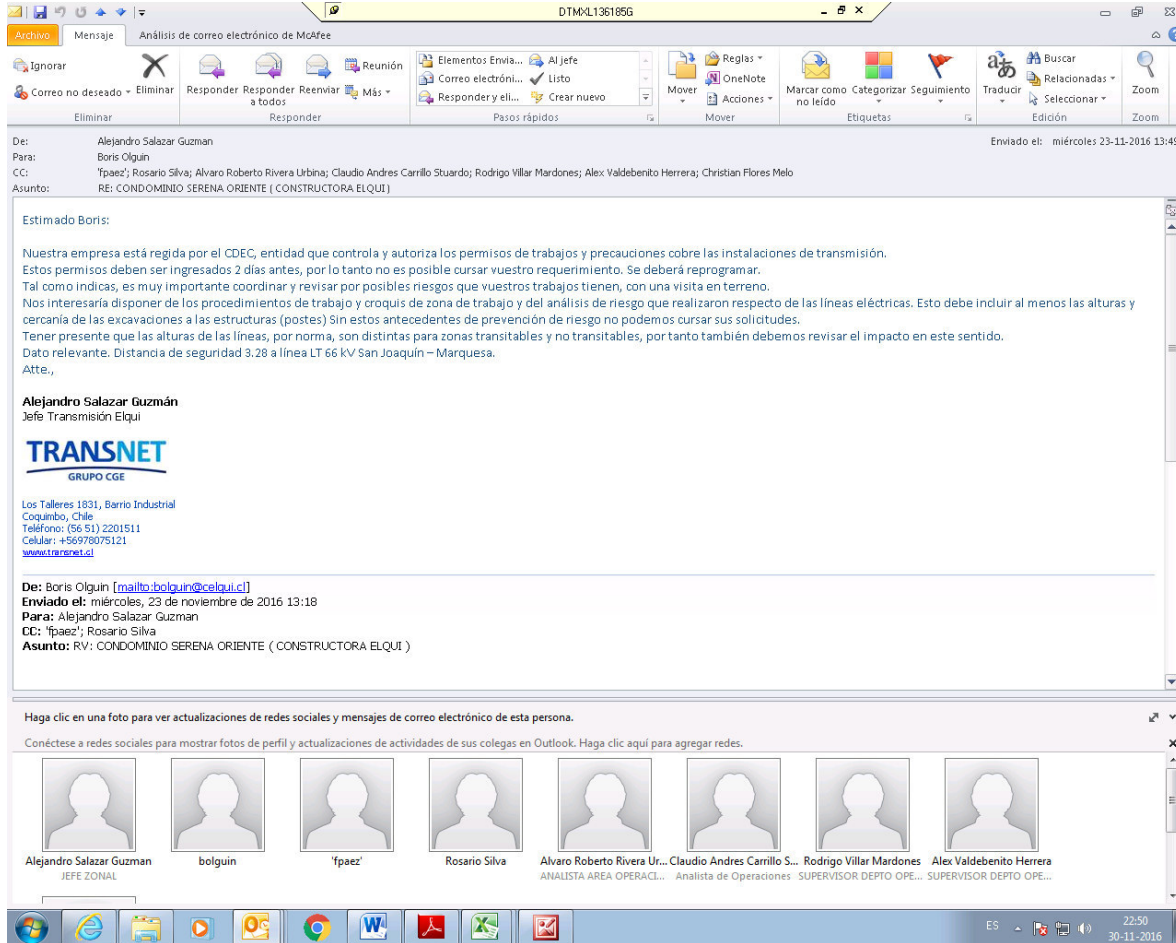 DTMXL136185G
Archivo Mensaje Análisis de correo electrónico de McAfee
Ignorar
Correo no deseado
Eliminar
Responder
Responder a todos
Reenviar
Reunión
Más
Elementos Envia...
Al jefe
Correo electróni...
Listo
Responder y eli...
Crear nuevo
Mover
Reglas
OneNote
Acciones
Marcar como no leído
Categorizar
Seguimiento
Traducir
Buscar
Relacionadas
Seleccionar
Zoom
Eliminar Responder Pasos rápidos Mover Etiquetas Edición Zoom
De: Alejandro Salazar Guzman Enviado el: miércoles 23-11-2016 13:49
Para: Boris Olguin
CC: 'fpaez'; Rosario Silva; Alvaro Roberto Rivera Urbina; Claudio Andres Carrillo Stuardo; Rodrigo Villar Mardones; Alex Valdebenito Herrera; Christian Flores Melo
Asunto: RE: CONDOMINIO SERENA ORIENTE ( CONSTRUCTORA ELQUI )
Estimado Boris:
Nuestra empresa está regida por el CDEC, entidad que controla y autoriza los permisos de trabajos y precauciones cobre las instalaciones de transmisión.
Estos permisos deben ser ingresados 2 días antes, por lo tanto no es posible cursar vuestro requerimiento. Se deberá reprogramar.
Tal como indicas, es muy importante coordinar y revisar por posibles riesgos que vuestros trabajos tienen, con una visita en terreno.
Nos interesaría disponer de los procedimientos de trabajo y croquis de zona de trabajo y del análisis de riesgo que realizaron respecto de las líneas eléctricas. Esto debe incluir al menos las alturas y
cercanía de las excavaciones a las estructuras (postes) Sin estos antecedentes de prevención de riesgo no podemos cursar sus solicitudes.
Tener presente que las alturas de las líneas, por norma, son distintas para zonas transitables y no transitables, por tanto también debemos revisar el impacto en este sentido.
Dato relevante. Distancia de seguridad 3.28 a línea LT 66 kV San Joaquín – Marquesa.
Atte.,
Alejandro Salazar Guzmán
Jefe Transmisión Elqui
TRANSNET
GRUPO CGE
Los Talleres 1831, Barrio Industrial
Coquimbo, Chile
Teléfono: (56 51) 2201511
Celular: +56978075121
www.transnet.cl
De: Boris Olguin [mailto:bolguin@celqui.cl]
Enviado el: miércoles, 23 de noviembre de 2016 13:18
Para: Alejandro Salazar Guzman
CC: 'fpaez'; Rosario Silva
Asunto: RV: CONDOMINIO SERENA ORIENTE ( CONSTRUCTORA ELQUI )
Haga clic en una foto para ver actualizaciones de redes sociales y mensajes de correo electrónico de esta persona.
Conéctese a redes sociales para mostrar fotos de perfil y actualizaciones de actividades de sus colegas en Outlook. Haga clic aquí para agregar redes.
Alejandro Salazar Guzman bolguin 'fpaez' Rosario Silva Alvaro Roberto Rivera Ur... Claudio Andres Carrillo S... Rodrigo Villar Mardones Alex Valdebenito Herrera
JEFE ZONAL ANALISTA AREA OPERACI... Analista de Operaciones SUPERVISOR DEPTO OPE... SUPERVISOR DEPTO OPE...
ES 22:50
30-11-2016